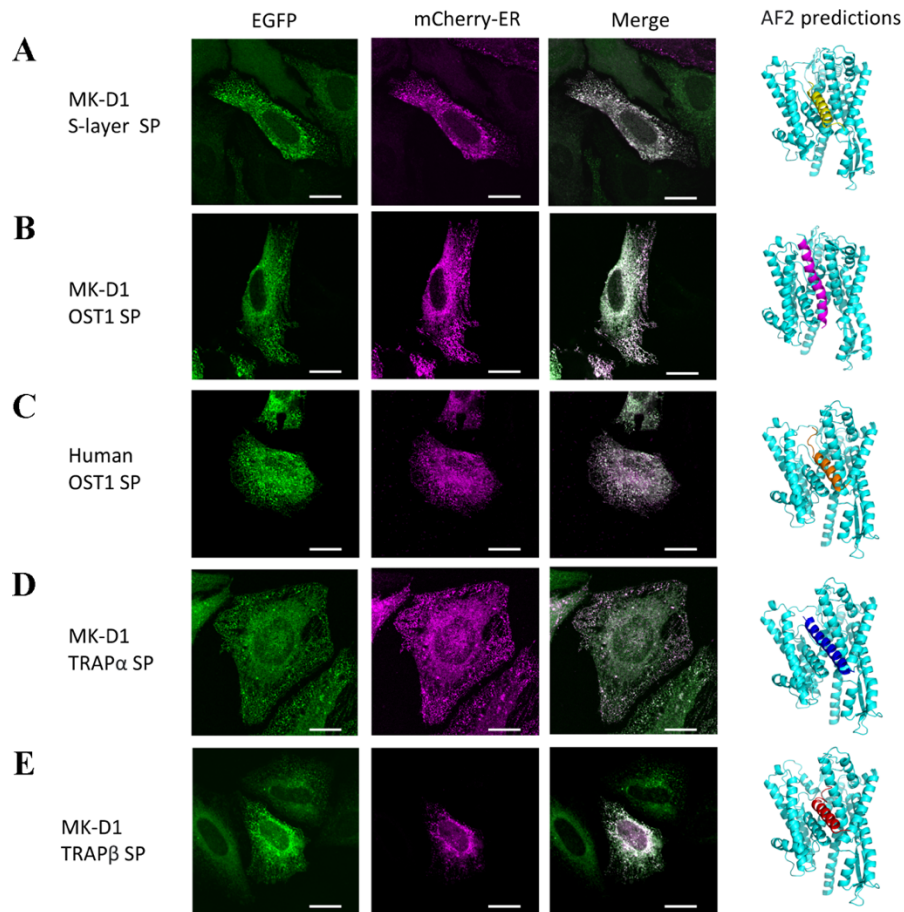 EGFP mCherry-ER Merge AF2 predictions
A
MK-D1
S-layer SP
B
MK-D1
OST1 SP
C
Human
OST1 SP
D
MK-D1
TRAPα SP
E
MK-D1
TRAPβ SP